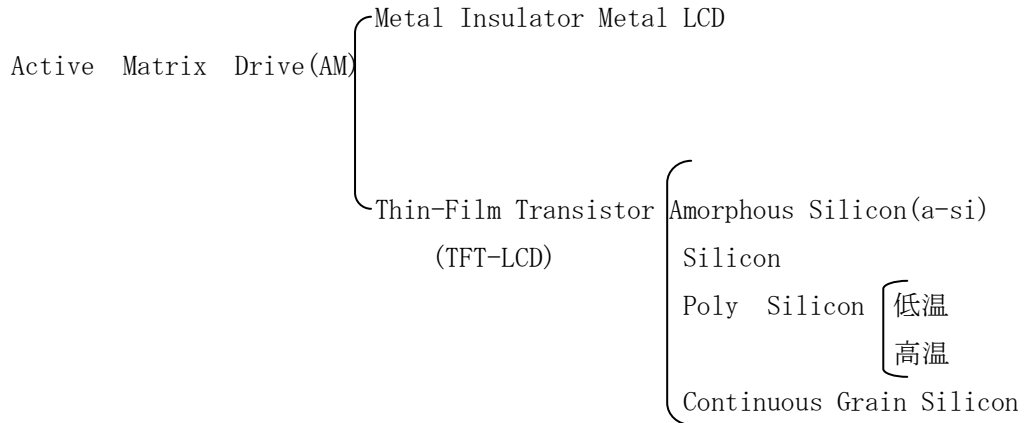 Metal Insulator Metal LCD
Active Matrix Drive(AM)
Thin-Film Transistor Amorphous Silicon(a-si)
(TFT-LCD) Silicon
Poly Silicon 低温
高温
Continuous Grain Silicon